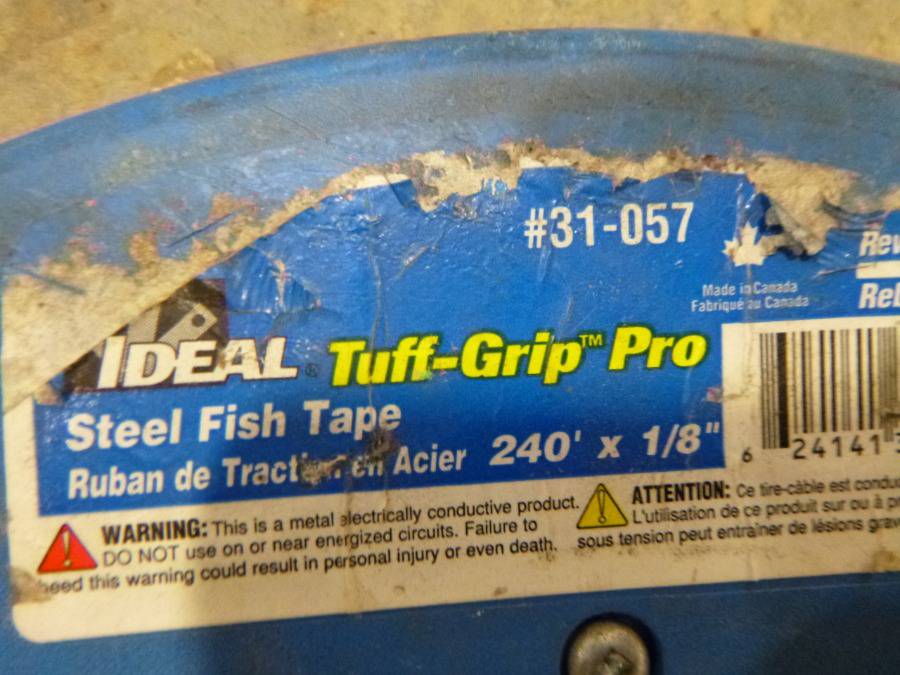 #31-057
Made in Canada
Fabriqué au Canada
IDEAL® Tuff-Grip™ Pro
Steel Fish Tape
Ruban de en Acier 240' x 1/8"
6 24141
WARNING: This is a metal electrically conductive product.
DO NOT use on or near energized circuits. Failure to
heed this warning could result in personal injury or even death.
ATTENTION: Ce tire-câble est
L'utilisation de ce produit sur ou à
sous tension peut entraîner de lésions